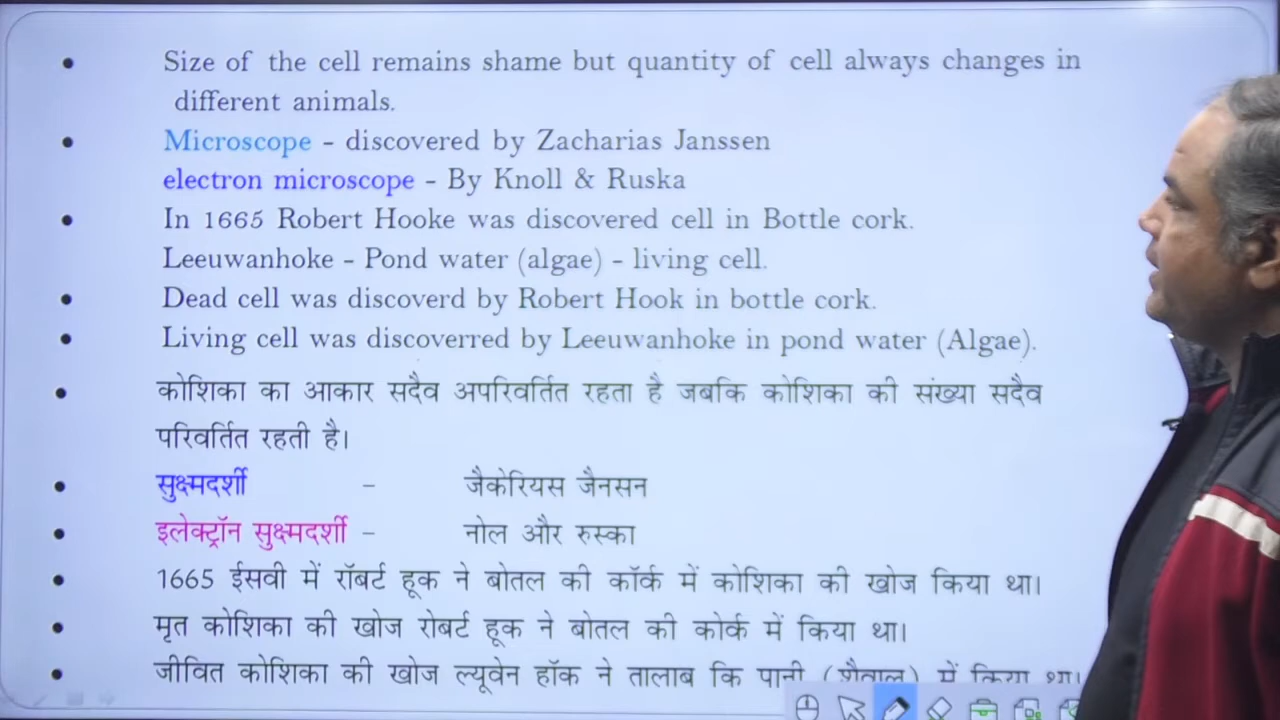 Size of the cell remains shame but quantity of cell always changes in
different animals.
Microscope - discovered by Zacharias Janssen
electron microscope - By Knoll & Ruska
In 1665 Robert Hooke was discovered cell in Bottle cork.
Leeuwanhoke - Pond water (algae) - living cell.
Dead cell was discoverd by Robert Hook in bottle cork.
Living cell was discoverred by Leeuwanhoke in pond water (Algae).
कोशिका का आकार सदैव अपरिवर्तित रहता है जबकि कोशिका की संख्या सदैव
परिवर्तित रहती है।
सुक्ष्मदर्शी - जैकेरियस जैनसन
इलेक्ट्रॉन सुक्ष्मदर्शी - नोल और रुस्का
1665 ईसवी में रॉबर्ट हूक ने बोतल की कॉर्क में कोशिका की खोज किया था।
मृत कोशिका की खोज रोबर्ट हूक ने बोतल की कोर्क में किया था।
जीवित कोशिका की खोज ल्यूवेन हॉक ने तालाब कि पानी (शैवाल) में किया था।